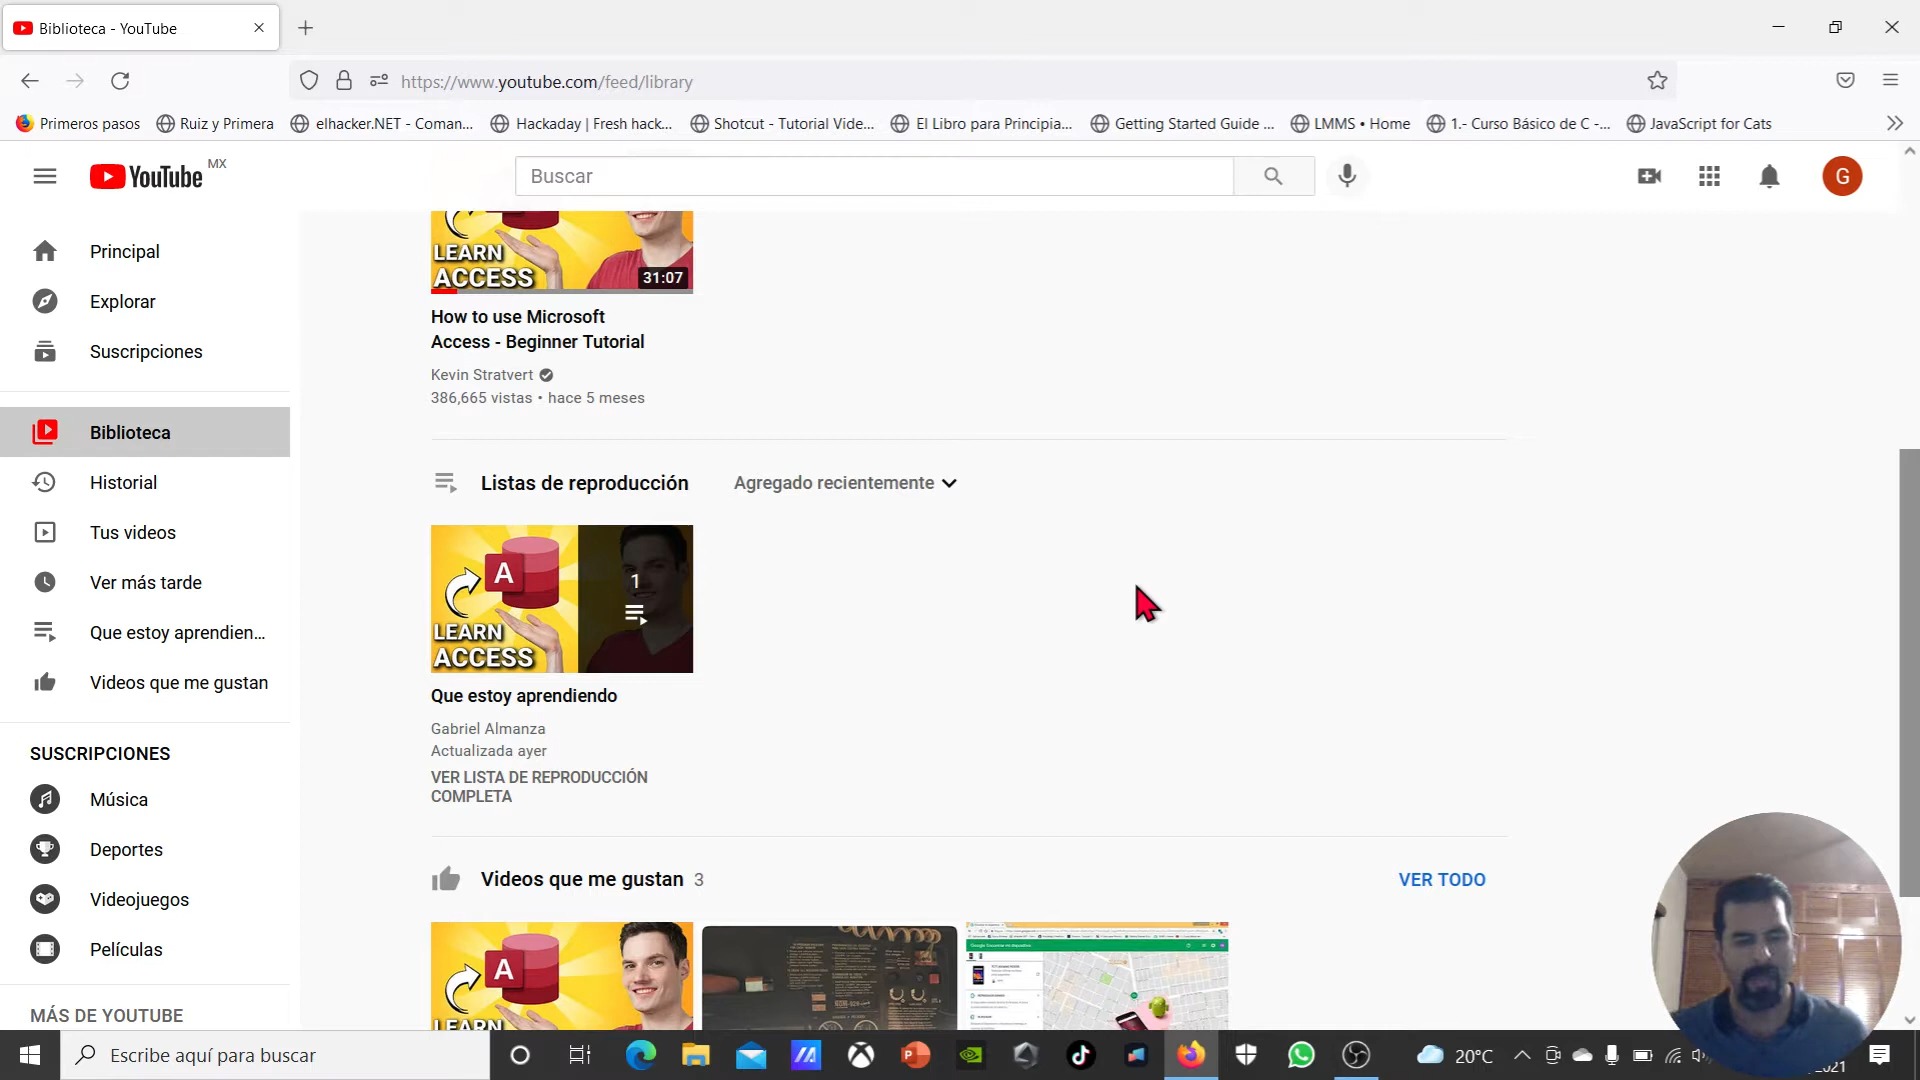 Biblioteca - YouTube
https://www.youtube.com/feed/library
Primeros pasos
Ruiz y Primera
elhacker.NET - Coman...
Hackaday | Fresh hack...
Shotcut - Tutorial Vide...
El Libro para Principia...
Getting Started Guide ...
LMMS • Home
1.- Curso Básico de C -...
JavaScript for Cats
YouTube MX
Buscar
G
Principal
Explorar
Suscripciones
Biblioteca
Historial
Tus videos
Ver más tarde
Que estoy aprendien...
Videos que me gustan
SUSCRIPCIONES
Música
Deportes
Videojuegos
Películas
MÁS DE YOUTUBE
LEARN
ACCESS
31:07
How to use Microsoft
Access - Beginner Tutorial
Kevin Stratvert
386,665 vistas • hace 5 meses
Listas de reproducción
Agregado recientemente
A
1
LEARN
ACCESS
Que estoy aprendiendo
Gabriel Almanza
Actualizada ayer
VER LISTA DE REPRODUCCIÓN
COMPLETA
Videos que me gustan 3
VER TODO
A
LEARN
Escribe aquí para buscar
20°C
2021